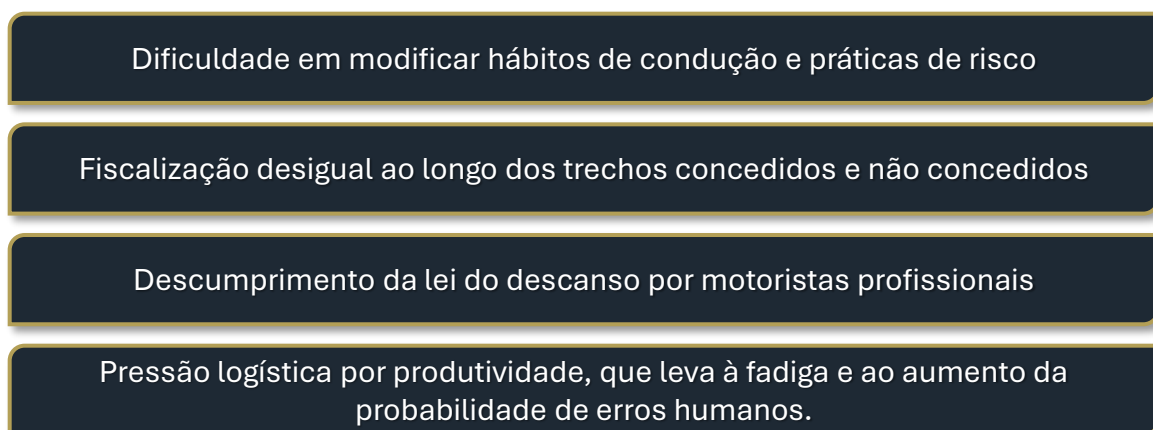 Dificuldade em modificar hábitos de condução e práticas de risco
Fiscalização desigual ao longo dos trechos concedidos e não concedidos
Descumprimento da lei do descanso por motoristas profissionais
Pressão logística por produtividade, que leva à fadiga e ao aumento da
probabilidade de erros humanos.